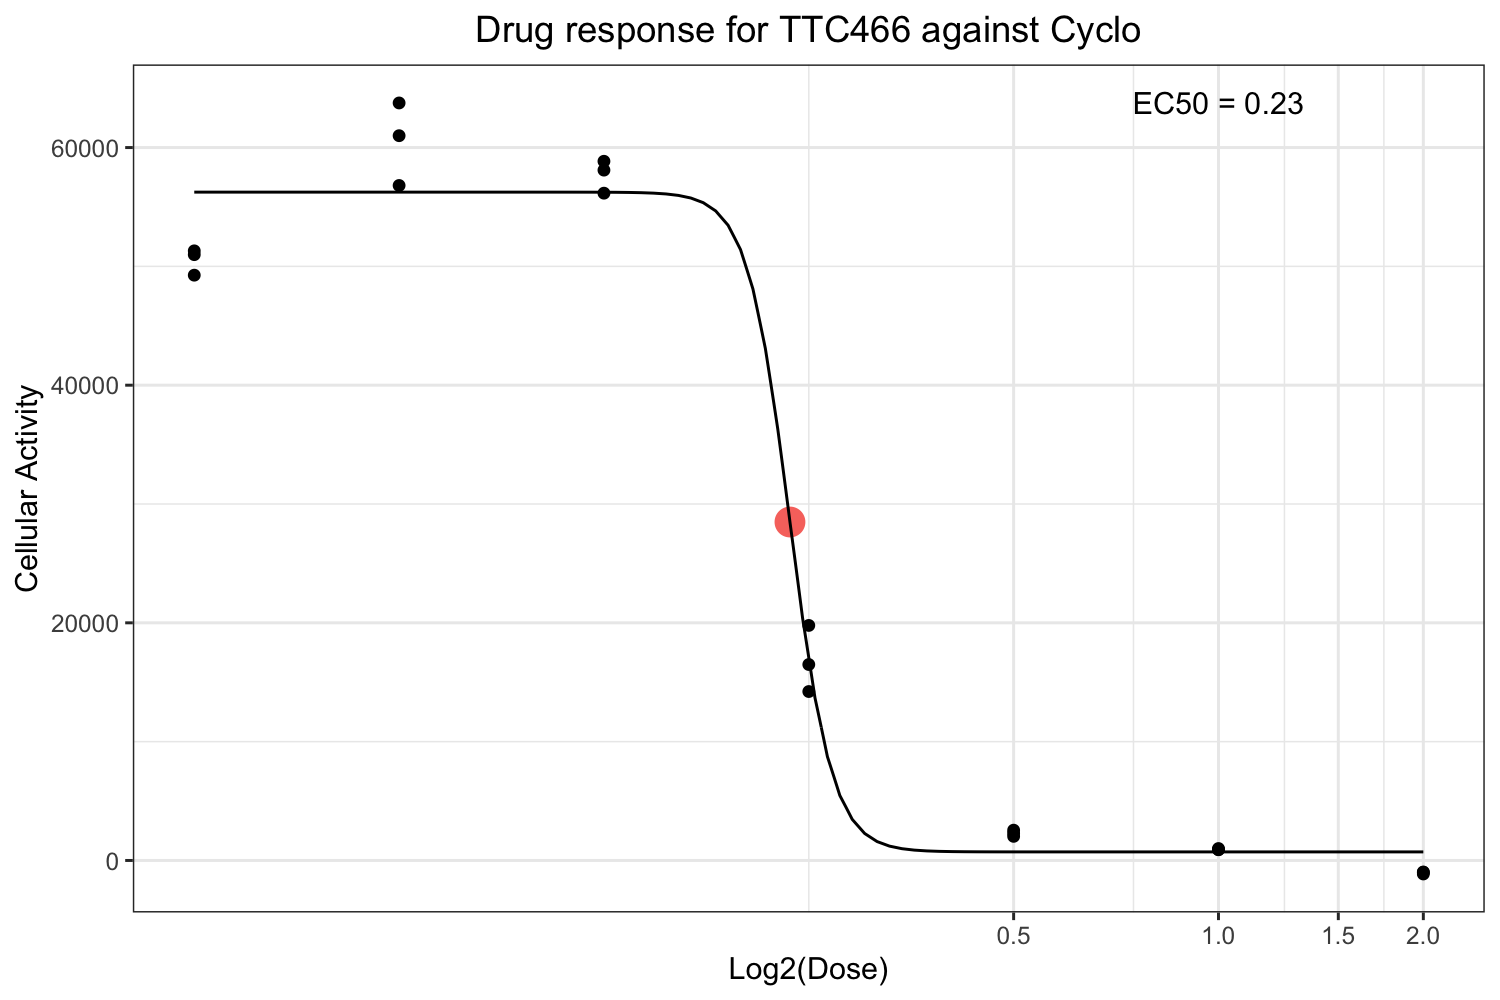 Drug response for TTC466 against Cyclo
EC50 = 0.23
60000
40000
20000
0
Cellular Activity
0.5 1.0 1.5 2.0
Log2(Dose)